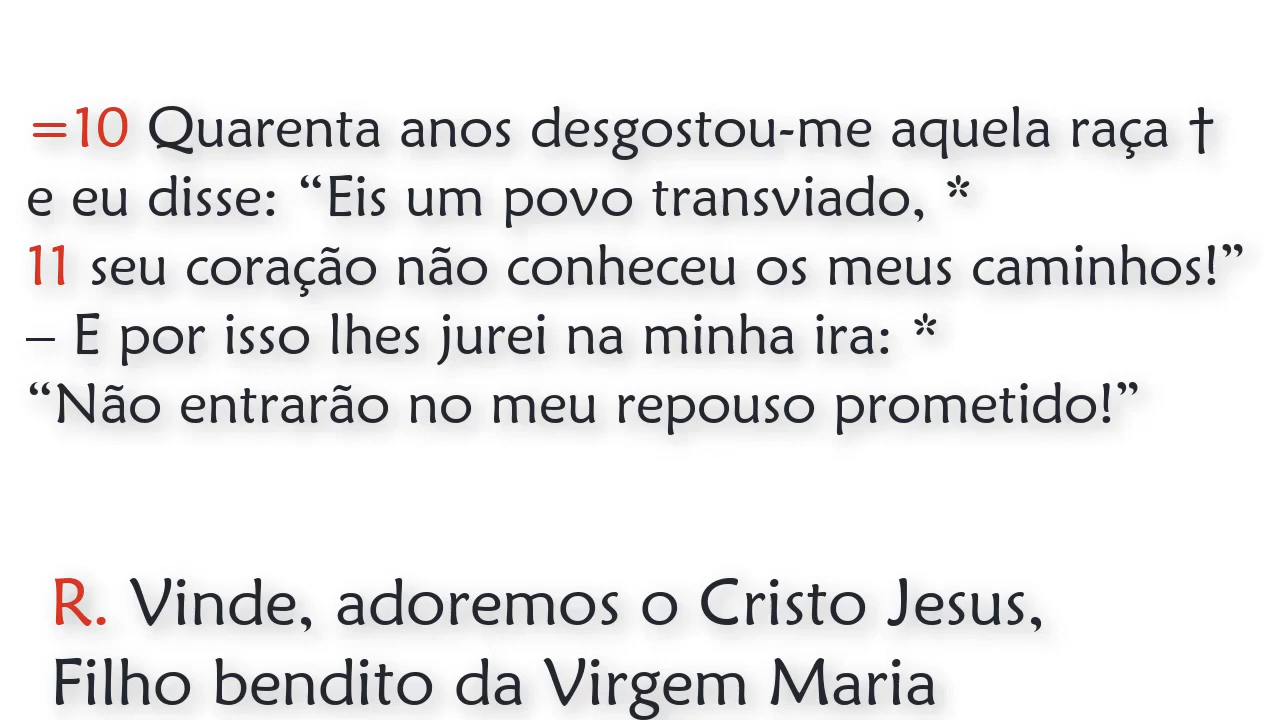 =10 Quarenta anos desgostou-me aquela raça †
e eu disse: “Eis um povo transviado, *
11 seu coração não conheceu os meus caminhos!”
– E por isso lhes jurei na minha ira: *
“Não entrarão no meu repouso prometido!”
R. Vinde, adoremos o Cristo Jesus,
Filho bendito da Virgem Maria